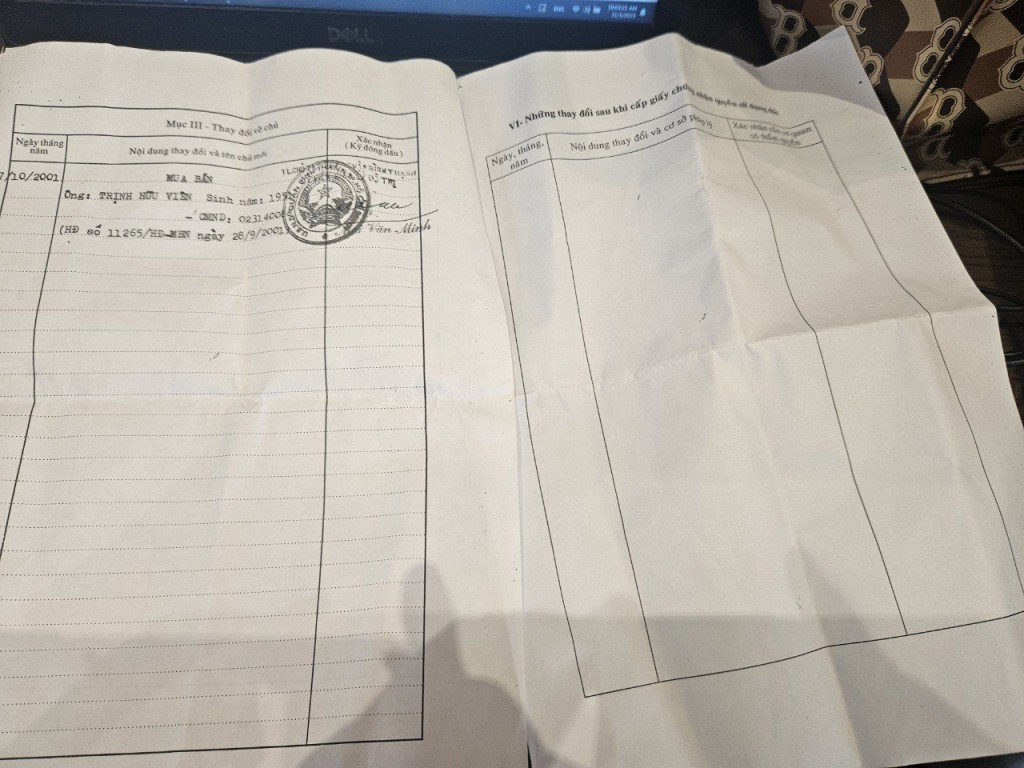 DELL
ENG
Mục III - Thay đổi về chủ
Ngày tháng năm
Nội dung thay đổi và tên chủ mới
Xác nhận
( Ký đóng dấu )
/10/2001
MUA BÁN
Ông: TRỊNH HỮU VIÊN Sinh năm: 195
- CMND: 02314008
(HĐ số 11265/HĐ-MBN ngày 28/9/2001
Văn Minh
VI- Những thay đổi sau khi cấp giấy chứng nhận quyền sử dụng đất
Ngày, tháng, năm
Nội dung thay đổi và cơ sở pháp lý
Xác nhận của cơ quan
có thẩm quyền